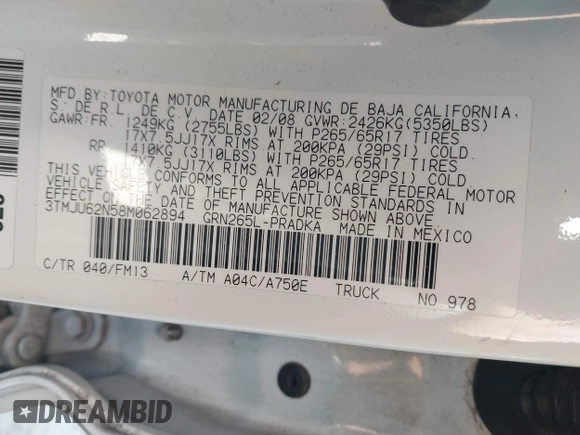 MFD.BY:TOYOTA MOTOR MANUFACTURING DE BAJA CALIFORNIA.
S. DE R.L. DE C.V. DATE 02/08 GVWR:2426KG(5350LBS)
GAWR:FR. 1249KG (2755LBS) WITH P265/65R17 TIRES
17X7.5JJ17X RIMS AT 200KPA (29PSI) COLD
RR. 1410KG (3110LBS) WITH P265/65R17 TIRES
17X7.5JJ17X RIMS AT 200KPA (29PSI) COLD.
THIS VEHICLE CONFORMS TO ALL APPLICABLE FEDERAL MOTOR
VEHICLE SAFETY AND THEFT PREVENTION STANDARDS IN
EFFECT ON THE DATE OF MANUFACTURE SHOWN ABOVE.
3TMJU62N58M062894 GRN265L-PRADKA MADE IN MEXICO
C/TR 040/FM13 A/TM A04C/A750E TRUCK NO 978
DREAMBID